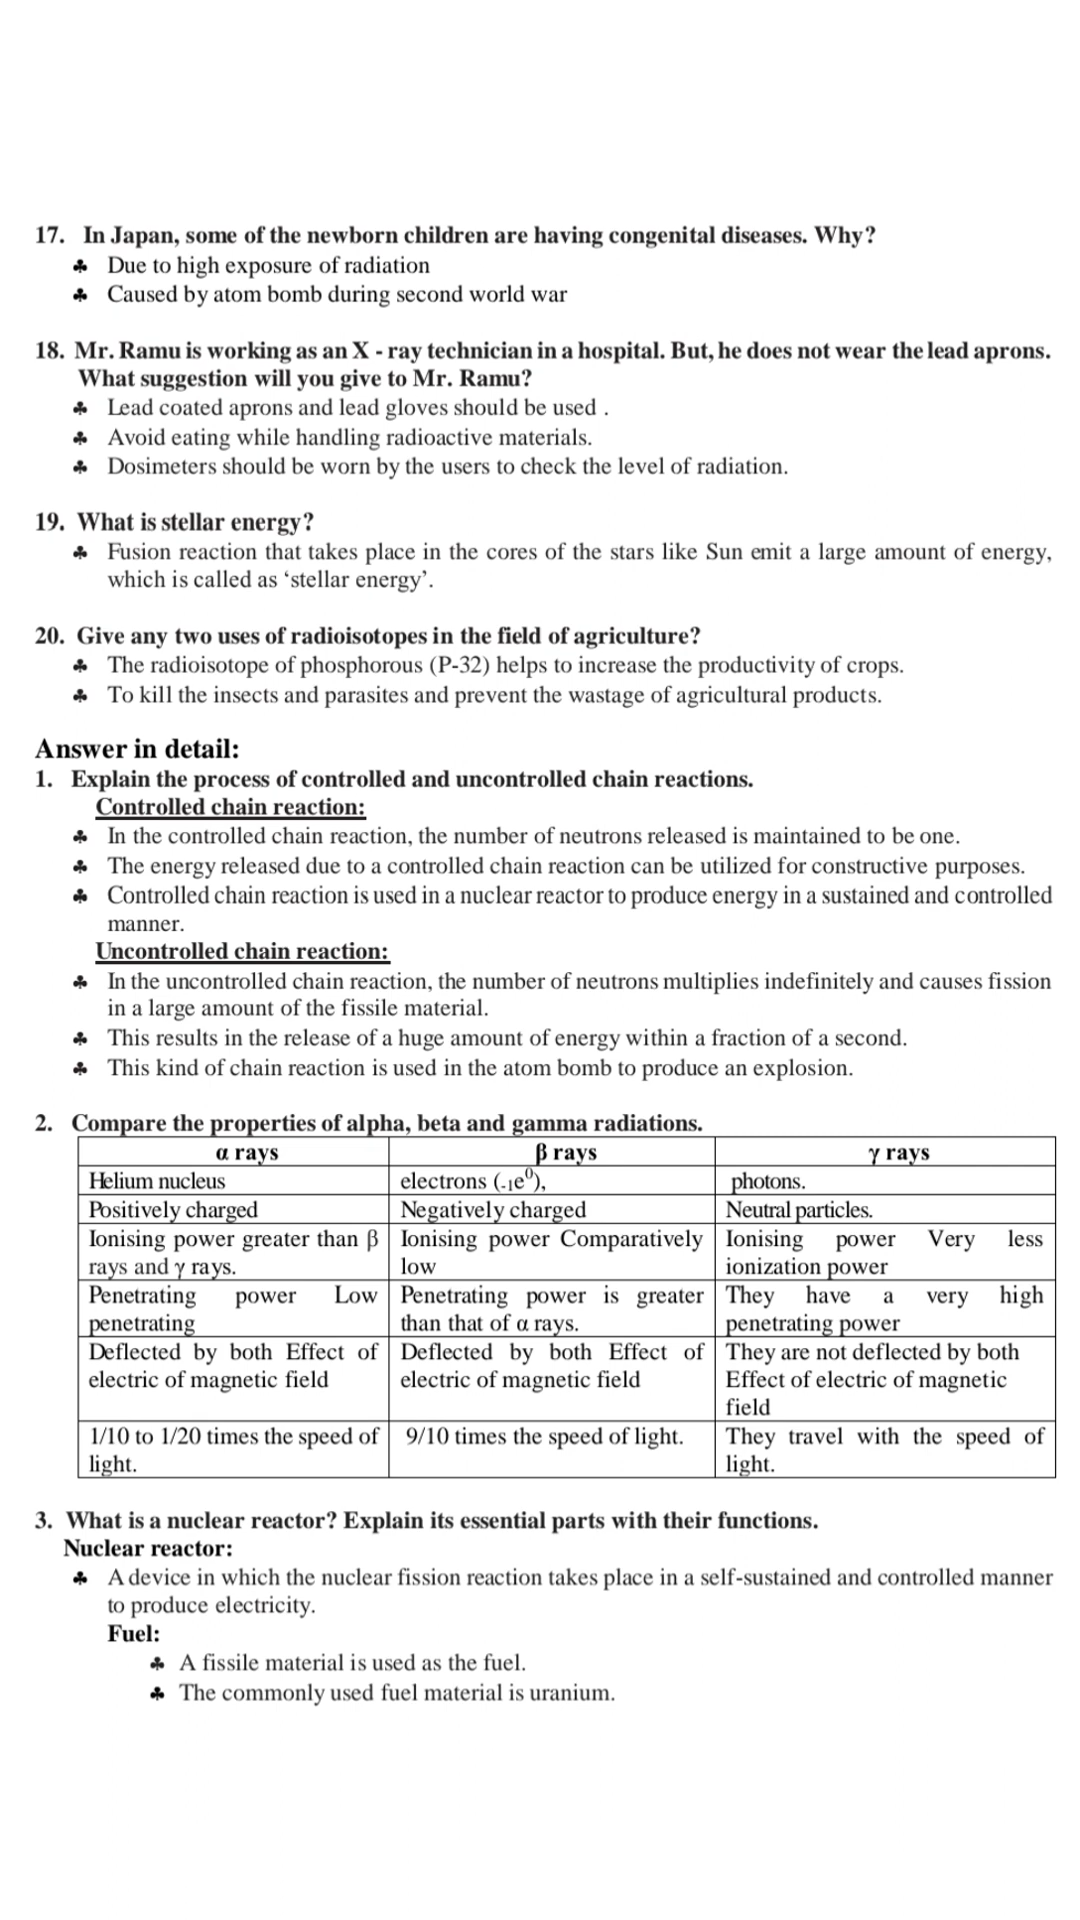 17. In Japan, some of the newborn children are having congenital diseases. Why?
♣ Due to high exposure of radiation
♣ Caused by atom bomb during second world war
18. Mr. Ramu is working as an X - ray technician in a hospital. But, he does not wear the lead aprons.
What suggestion will you give to Mr. Ramu?
♣ Lead coated aprons and lead gloves should be used .
♣ Avoid eating while handling radioactive materials.
♣ Dosimeters should be worn by the users to check the level of radiation.
19. What is stellar energy?
♣ Fusion reaction that takes place in the cores of the stars like Sun emit a large amount of energy,
which is called as ‘stellar energy’.
20. Give any two uses of radioisotopes in the field of agriculture?
♣ The radioisotope of phosphorous (P-32) helps to increase the productivity of crops.
♣ To kill the insects and parasites and prevent the wastage of agricultural products.
Answer in detail:
1. Explain the process of controlled and uncontrolled chain reactions.
Controlled chain reaction:
♣ In the controlled chain reaction, the number of neutrons released is maintained to be one.
♣ The energy released due to a controlled chain reaction can be utilized for constructive purposes.
♣ Controlled chain reaction is used in a nuclear reactor to produce energy in a sustained and controlled
manner.
Uncontrolled chain reaction:
♣ In the uncontrolled chain reaction, the number of neutrons multiplies indefinitely and causes fission
in a large amount of the fissile material.
♣ This results in the release of a huge amount of energy within a fraction of a second.
♣ This kind of chain reaction is used in the atom bomb to produce an explosion.
2. Compare the properties of alpha, beta and gamma radiations.
α rays β rays γ rays
Helium nucleus electrons (₋₁e⁰), photons.
Positively charged Negatively charged Neutral particles.
Ionising power greater than β Ionising power Comparatively Ionising power Very less
rays and γ rays. low ionization power
Penetrating power Low Penetrating power is greater They have a very high
penetrating than that of α rays. penetrating power
Deflected by both Effect of Deflected by both Effect of They are not deflected by both
electric of magnetic field electric of magnetic field Effect of electric of magnetic
field
1/10 to 1/20 times the speed of 9/10 times the speed of light. They travel with the speed of
light. light.
3. What is a nuclear reactor? Explain its essential parts with their functions.
Nuclear reactor:
♣ A device in which the nuclear fission reaction takes place in a self-sustained and controlled manner
to produce electricity.
Fuel:
♣ A fissile material is used as the fuel.
♣ The commonly used fuel material is uranium.